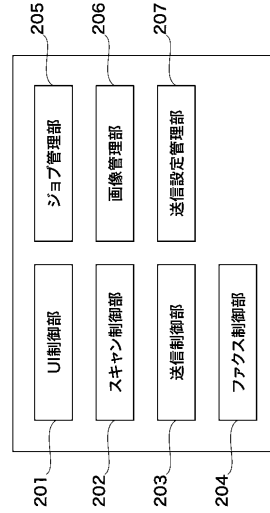 201
UI制御部
202
スキャン制御部
203
送信制御部
204
ファクス制御部
205
ジョブ管理部
206
画像管理部
207
送信設定管理部